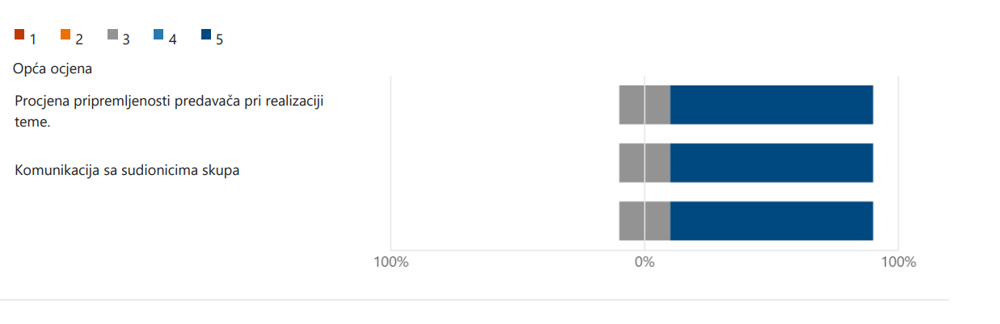 1 2 3 4 5
Opća ocjena
Procjena pripremljenosti predavača pri realizaciji
teme.
Komunikacija sa sudionicima skupa
100% 0% 100%